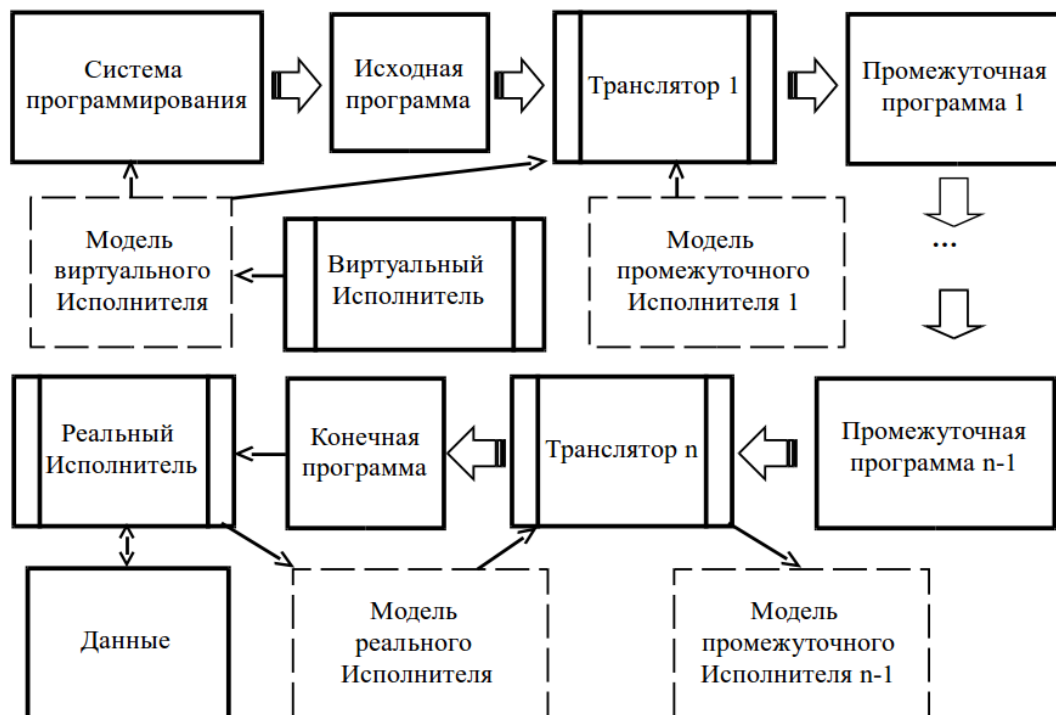 Система
программирования
Исходная
программа
Транслятор 1
Промежуточная
программа 1
Модель
виртуального
Исполнителя
Виртуальный
Исполнитель
Модель
промежуточного
Исполнителя 1
...
Реальный
Исполнитель
Конечная
программа
Транслятор n
Промежуточная
программа n-1
Данные
Модель
реального
Исполнителя
Модель
промежуточного
Исполнителя n-1